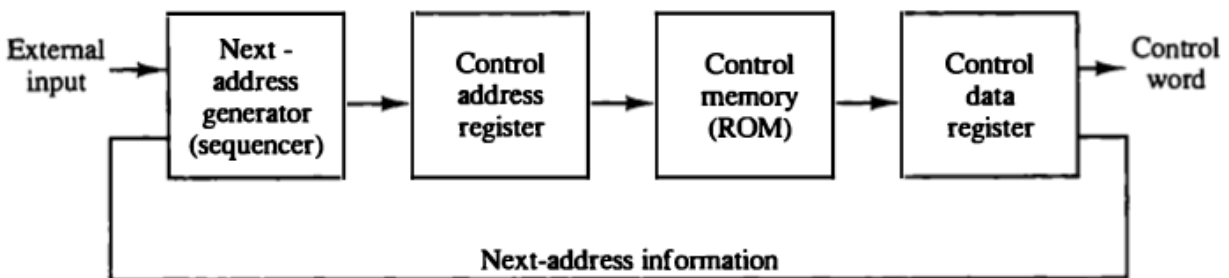 External
input
Next -
address
generator
(sequencer)
Control
address
register
Control
memory
(ROM)
Control
data
register
Control
word
Next-address information